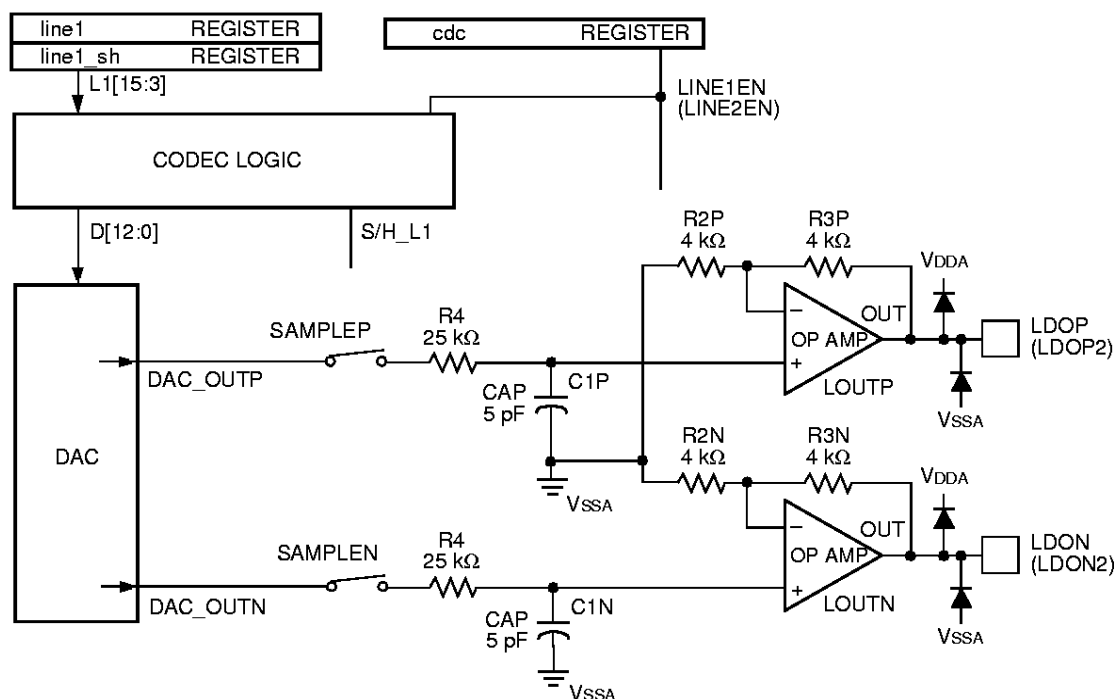 line1 REGISTER
line1_sh REGISTER
cdc REGISTER
L1[15:3]
LINE1EN
(LINE2EN)
CODEC LOGIC
D[12:0]
S/H_L1
R2P
4 kΩ
R3P
4 kΩ
VDDA
SAMPLEP
R4
25 kΩ
OUT
OP AMP
−
+
LDOP
(LDOP2)
DAC_OUTP
C1P
CAP
5 pF
LOUTP
VSSA
R2N
4 kΩ
R3N
4 kΩ
DAC
VSSA
VDDA
SAMPLEN
R4
25 kΩ
OUT
OP AMP
−
+
LDON
(LDON2)
DAC_OUTN
C1N
CAP
5 pF
LOUTN
VSSA
VSSA